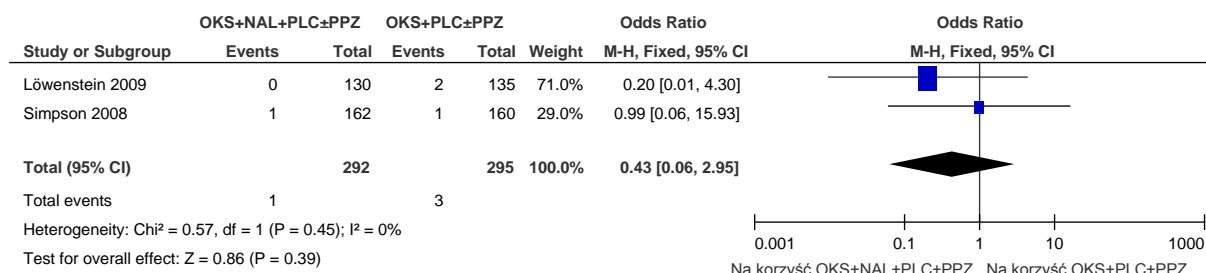 OKS+NAL+PLC±PPZ OKS+PLC±PPZ Odds Ratio Odds Ratio
Study or Subgroup Events Total Events Total Weight M-H, Fixed, 95% CI M-H, Fixed, 95% CI
Löwenstein 2009 0 130 2 135 71.0% 0.20 [0.01, 4.30]
Simpson 2008 1 162 1 160 29.0% 0.99 [0.06, 15.93]
Total (95% CI) 292 295 100.0% 0.43 [0.06, 2.95]
Total events 1 3
Heterogeneity: Chi² = 0.57, df = 1 (P = 0.45); I² = 0%
Test for overall effect: Z = 0.86 (P = 0.39)
0.001 0.1 1 10 1000
Na korzyść OKS+NAL+PLC±PPZ Na korzyść OKS+PLC±PPZ